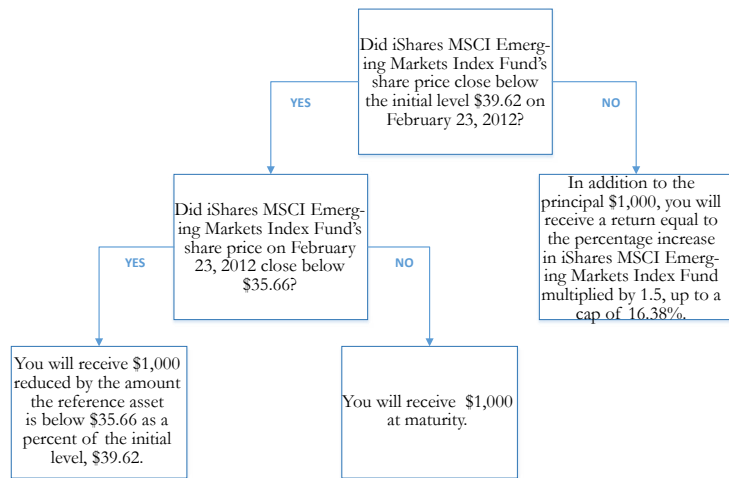 Did iShares MSCI Emerg-
ing Markets Index Fund's
share price close below
the initial level $39.62 on
February 23, 2012?
YES
NO
Did iShares MSCI Emerg-
ing Markets Index Fund's
share price on February
23, 2012 close below
$35.66?
In addition to the
principal $1,000, you will
receive a return equal to
the percentage increase
in iShares MSCI Emerg-
ing Markets Index Fund
multiplied by 1.5, up to a
cap of 16.38%.
YES
NO
You will receive $1,000
reduced by the amount
the reference asset
is below $35.66 as a
percent of the initial
level, $39.62.
You will receive $1,000
at maturity.